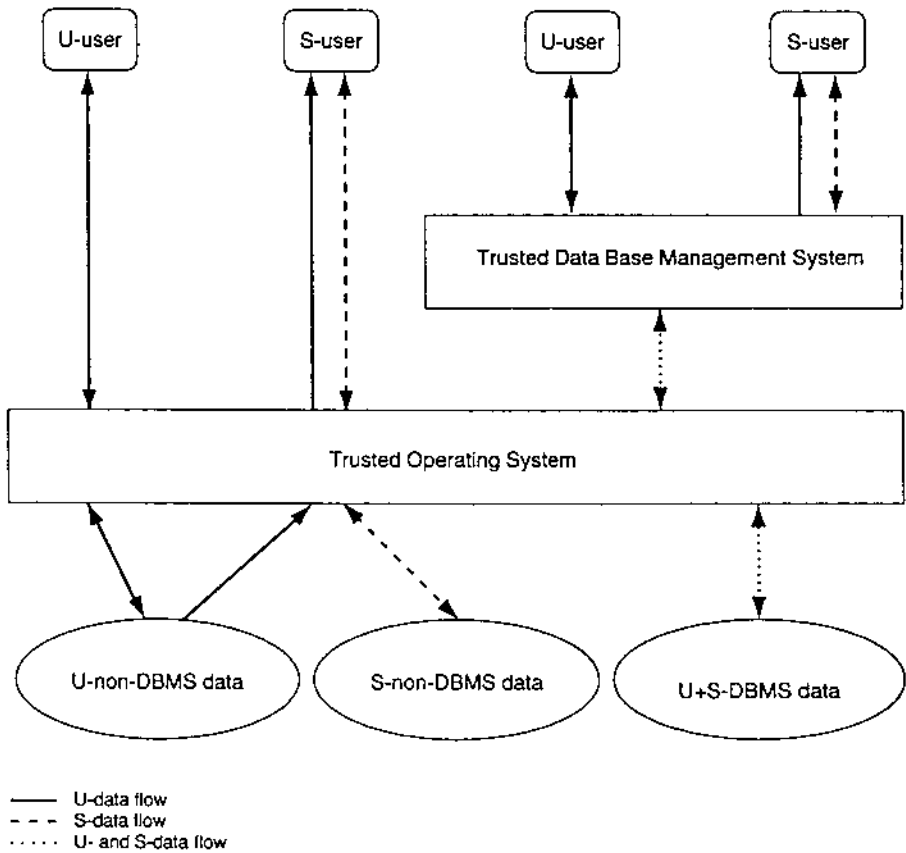 U-user
S-user
U-user
S-user
Trusted Data Base Management System
Trusted Operating System
U-non-DBMS data
S-non-DBMS data
U+S-DBMS data
U-data flow
S-data flow
U- and S-data flow